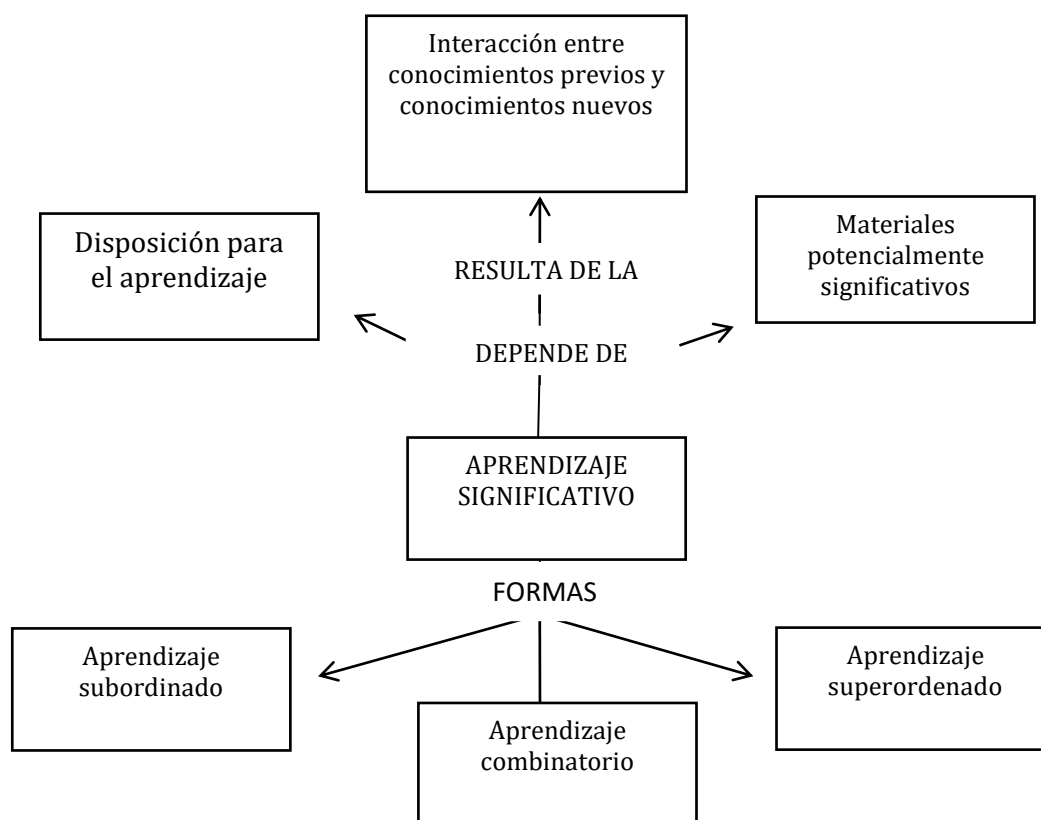 Interacción entre
conocimientos previos y
conocimientos nuevos
Disposición para
el aprendizaje
RESULTA DE LA
Materiales
potencialmente
significativos
DEPENDE DE
APRENDIZAJE
SIGNIFICATIVO
FORMAS
Aprendizaje
subordinado
Aprendizaje
combinatorio
Aprendizaje
superordenado